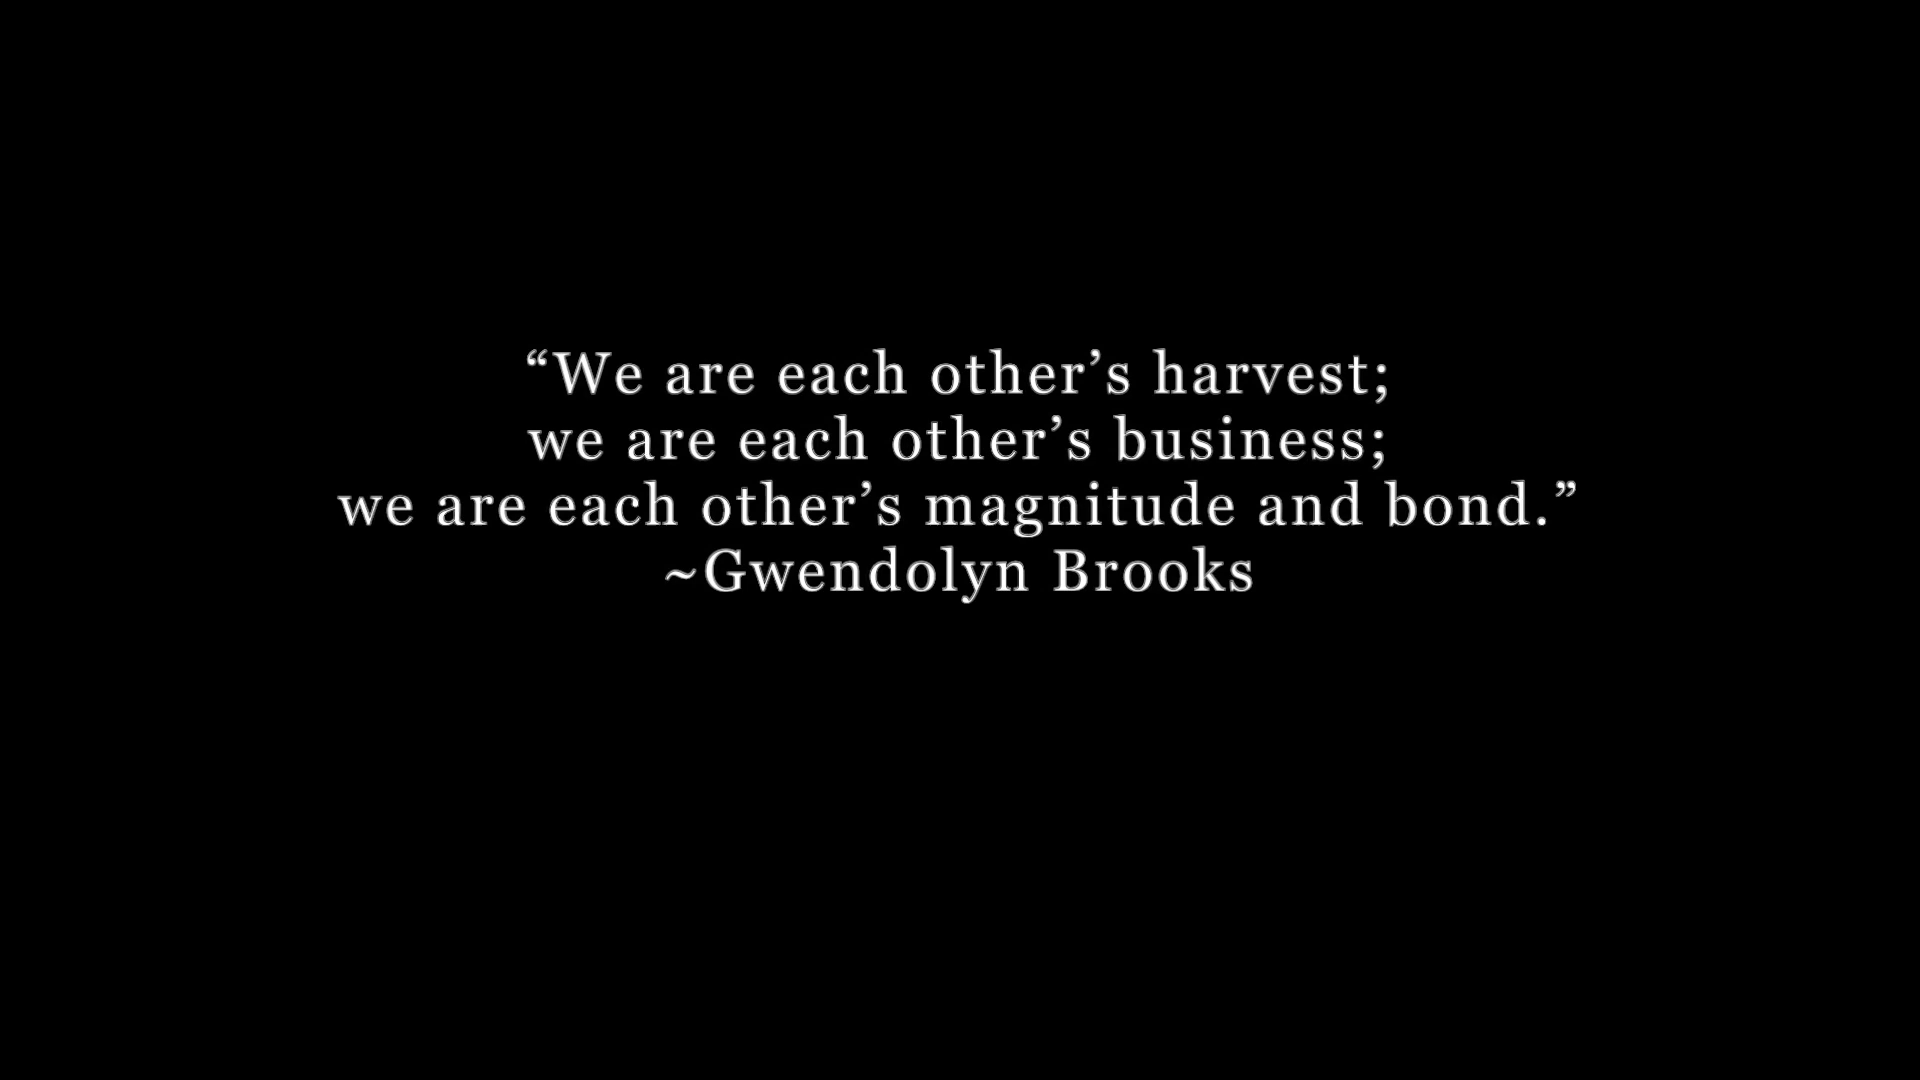 “We are each other’s harvest;
we are each other’s business;
we are each other’s magnitude and bond.”
~Gwendolyn Brooks